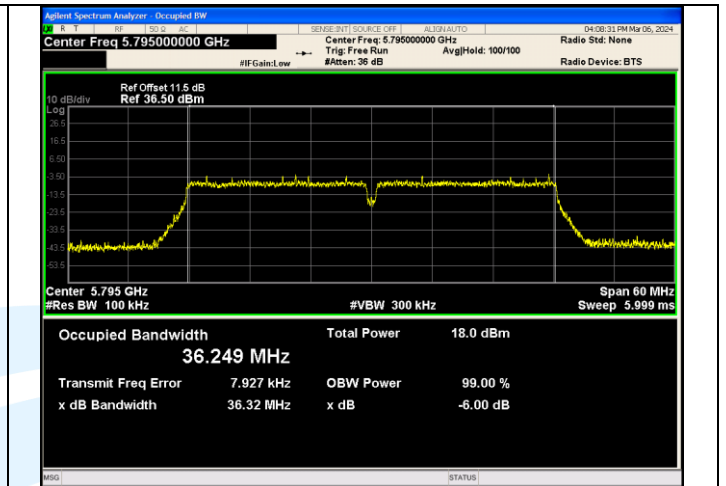 Agilent Spectrum Analyzer - Occupied BW
R T RF 50 Ω AC SENSE:INT SOURCE OFF ALIGNAUTO 04:08:31 PM Mar 06, 2024
Center Freq 5.795000000 GHz Center Freq: 5.795000000 GHz Radio Std: None
Trig: Free Run Avg|Hold: 100/100
#IFGain:Low #Atten: 36 dB Radio Device: BTS
Ref Offset 11.5 dB
10 dB/div Ref 36.50 dBm
Log
26.5
16.5
6.50
-3.50
-13.5
-23.5
-33.5
-43.5
-53.5
Center 5.795 GHz Span 60 MHz
#Res BW 100 kHz #VBW 300 kHz Sweep 5.999 ms
Occupied Bandwidth Total Power 18.0 dBm
36.249 MHz
Transmit Freq Error 7.927 kHz OBW Power 99.00 %
x dB Bandwidth 36.32 MHz x dB -6.00 dB
MSG STATUS